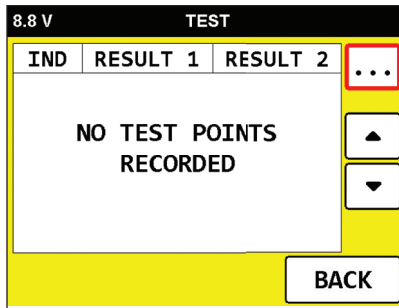 8.8 V TEST
IND RESULT 1 RESULT 2 ...
NO TEST POINTS
RECORDED
BACK